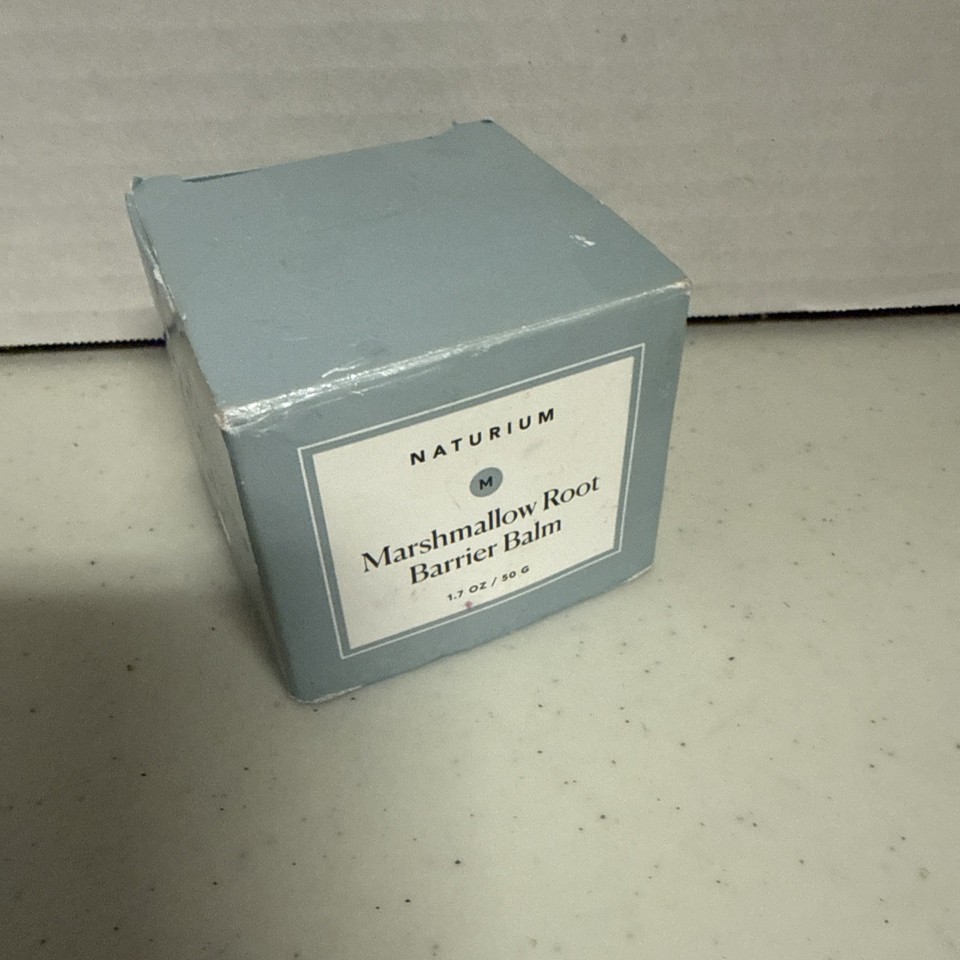 NATURIUM
M
Marshmallow Root
Barrier Balm
1.7 OZ / 50 G